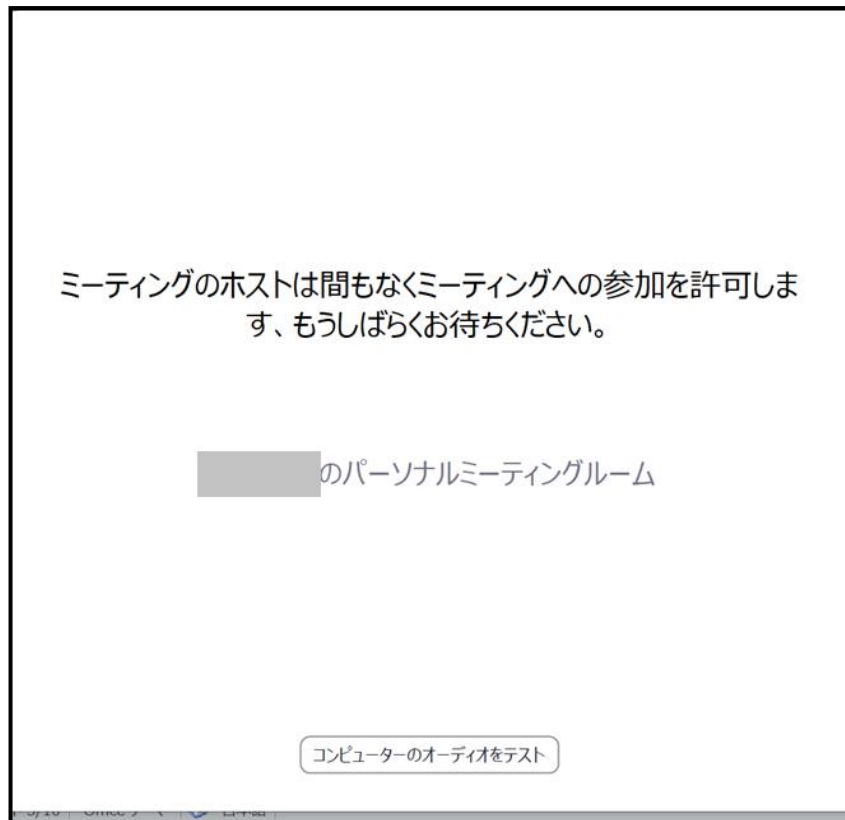 ミーティングのホストは間もなくミーティングへの参加を許可しま
す、もうしばらくお待ちください。
のパーソナルミーティングルーム
コンピューターのオーディオをテスト